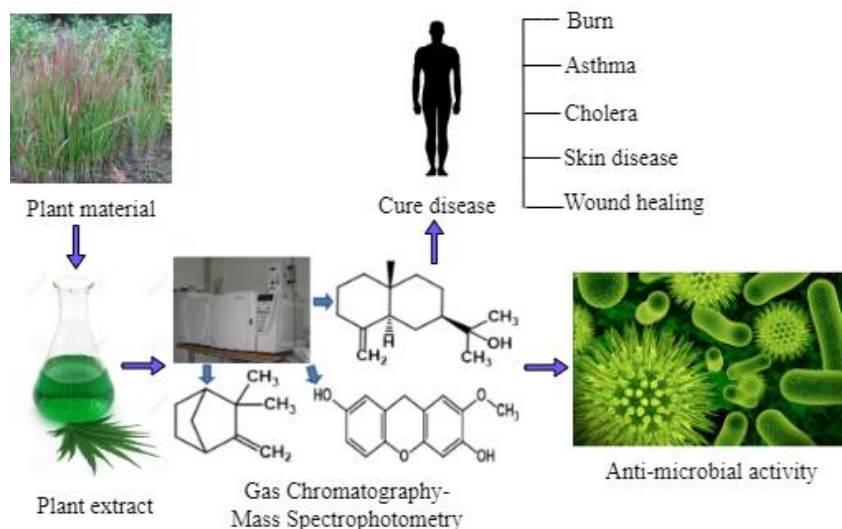 Burn
Asthma
Cholera
Skin disease
Wound healing
Plant material
Cure disease
CH3
CH3
OH
CH2
H
CH3
CH3
CH2
HO
O
CH3
O
OH
Plant extract
Gas Chromatography-
Mass Spectrophotometry
Anti-microbial activity